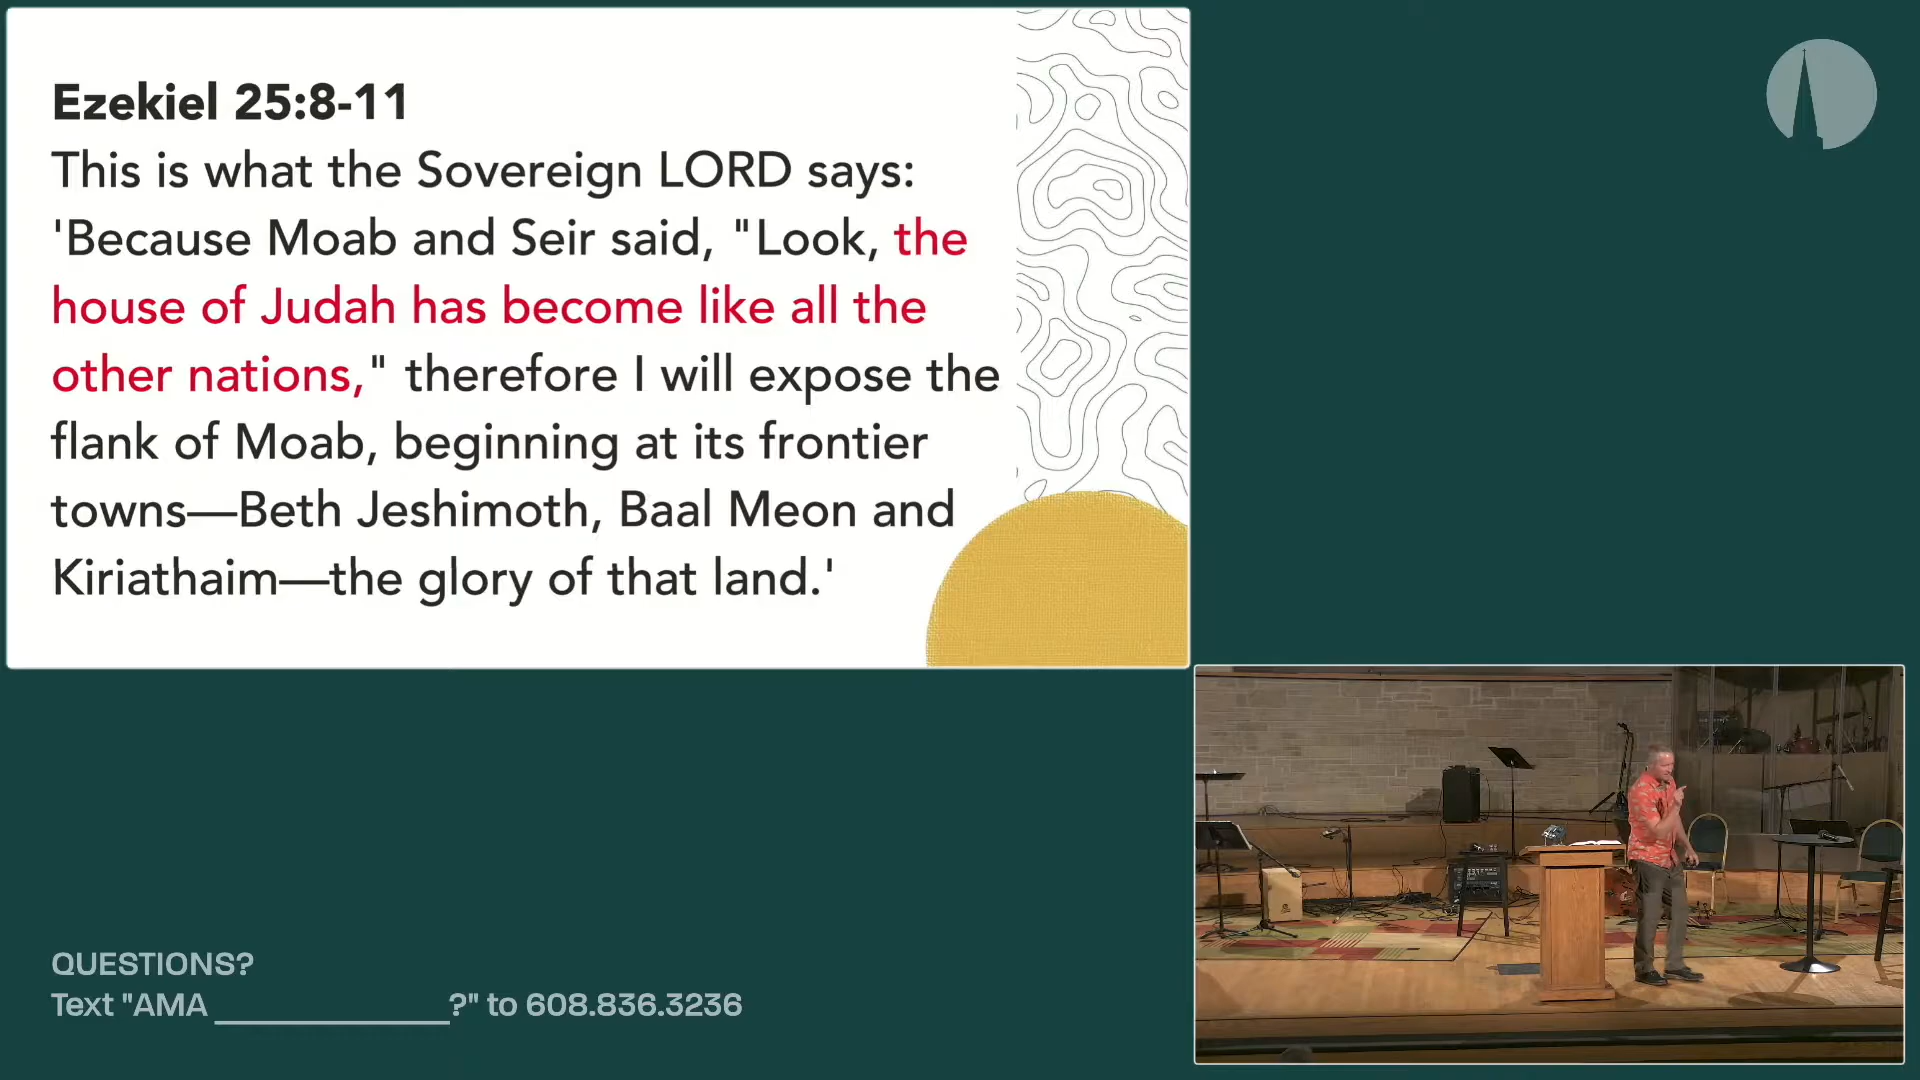 Ezekiel 25:8-11
This is what the Sovereign LORD says:
'Because Moab and Seir said, "Look, the
house of Judah has become like all the
other nations," therefore I will expose the
flank of Moab, beginning at its frontier
towns—Beth Jeshimoth, Baal Meon and
Kiriathaim—the glory of that land.'
QUESTIONS?
Text "AMA ______________?" to 608.836.3236